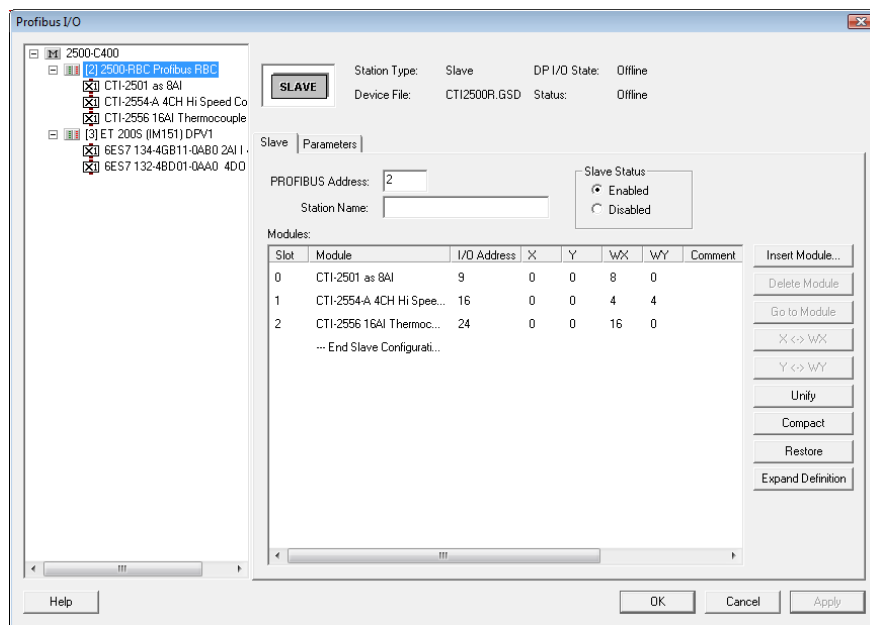 Profibus I/O
2500-C400
[2] 2500-RBC Profibus RBC
CTI-2501 as 8AI
CTI-2554-A 4CH Hi Speed Co
CTI-2556 16AI Thermocouple
[3] ET 200S (IM151) DPV1
6ES7 134-4GB11-0AB0 2AI I
6ES7 132-4BD01-0AA0 4DO
SLAVE
Station Type: Slave DP I/O State: Offline
Device File: CTI2500R.GSD Status: Offline
Slave Parameters
PROFIBUS Address: 2
Station Name:
Slave Status
Enabled
Disabled
Modules:
Slot Module I/O Address X Y WX WY Comment
0 CTI-2501 as 8AI 9 0 0 8 0
1 CTI-2554-A 4CH Hi Spee... 16 0 0 4 4
2 CTI-2556 16AI Thermoc... 24 0 0 16 0
--- End Slave Configurati...
Insert Module...
Delete Module
Go to Module
X <-> WX
Y <-> WY
Unify
Compact
Restore
Expand Definition
Help OK Cancel Apply